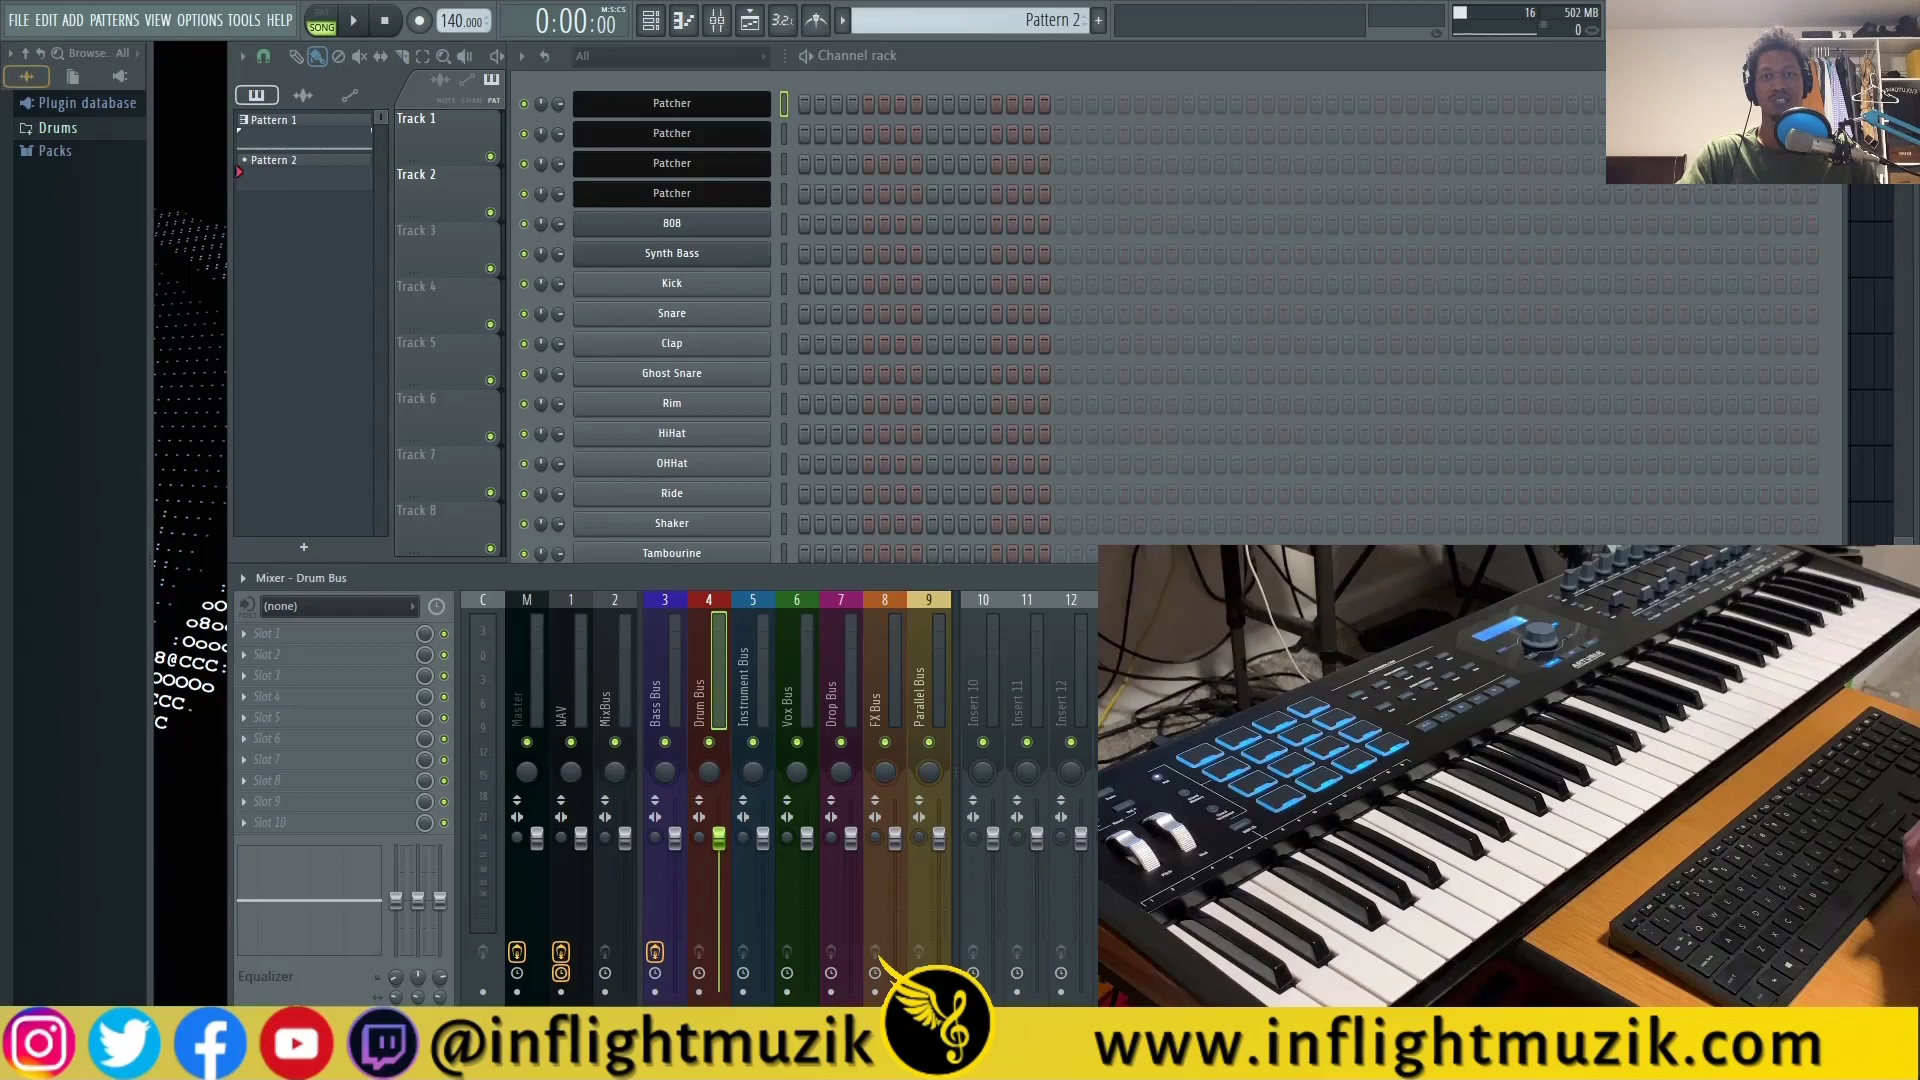 FILE EDIT ADD PATTERNS VIEW OPTIONS TOOLS HELP
PAT
SONG
140.000
M:S:CS
0:00:00
3.2.
Pattern 2
+
16
502 MB
0
Browse..
All
All
Channel rack
Plugin database
Drums
Packs
NOTE CHAN PAT
Pattern 1
Pattern 2
+
Track 1
Track 2
Track 3
Track 4
Track 5
Track 6
Track 7
Track 8
Patcher
Patcher
Patcher
Patcher
808
Synth Bass
Kick
Snare
Clap
Ghost Snare
Rim
HiHat
OHHat
Ride
Shaker
Tambourine
Mixer - Drum Bus
(none)
Slot 1
Slot 2
Slot 3
Slot 4
Slot 5
Slot 6
Slot 7
Slot 8
Slot 9
Slot 10
Equalizer
C M 1 2 3 4 5 6 7 8 9 10 11 12
Master
WAV
MixBus
Bass Bus
Drum Bus
Instrument Bus
Vox Bus
Drop Bus
FX Bus
Parallel Bus
Insert 10
Insert 11
Insert 12
ARTURIA
@inflightmuzik
www.inflightmuzik.com